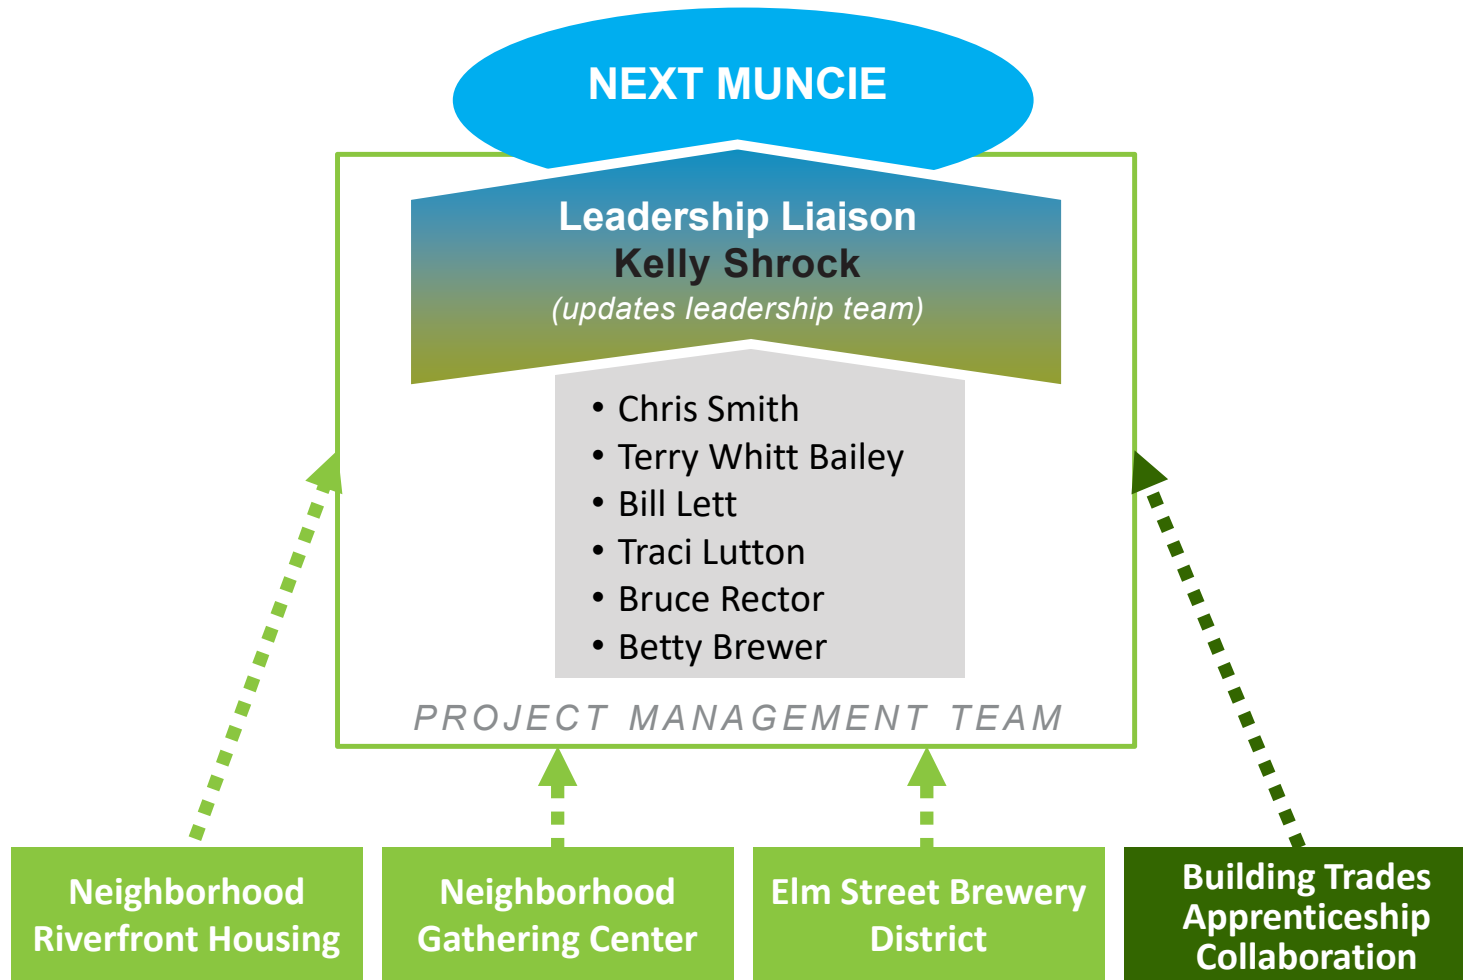 NEXT MUNCIE
Leadership Liaison
Kelly Shrock
(updates leadership team)
• Chris Smith
• Terry Whitt Bailey
• Bill Lett
• Traci Lutton
• Bruce Rector
• Betty Brewer
PROJECT MANAGEMENT TEAM
Neighborhood
Riverfront Housing
Neighborhood
Gathering Center
Elm Street Brewery
District
Building Trades
Apprenticeship
Collaboration